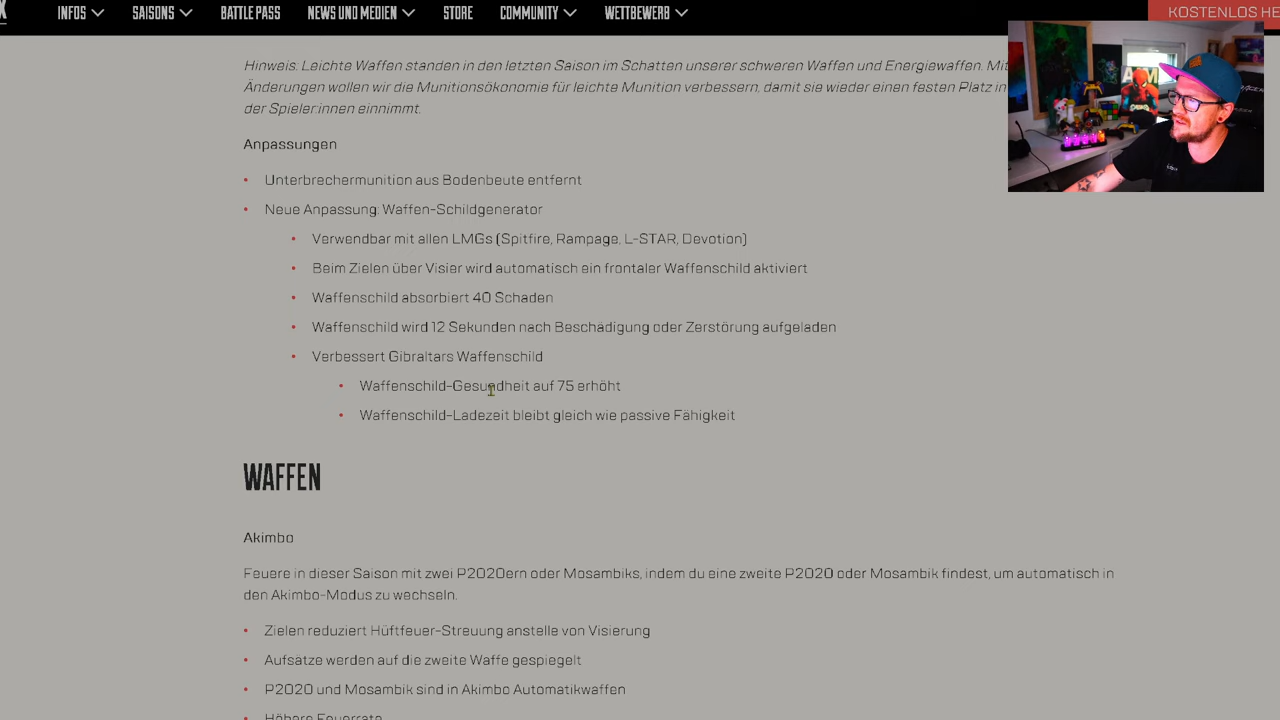 INFOS
SAISONS
BATTLE PASS
NEWS UND MEDIEN
STORE
COMMUNITY
WETTBEWERB
KOSTENLOS HE
Hinweis: Leichte Waffen standen in den letzten Saison im Schatten unserer schweren Waffen und Energiewaffen. Mit
Änderungen wollen wir die Munitionsökonomie für leichte Munition verbessern, damit sie wieder einen festen Platz in
der Spieler:innen einnimmt.
Anpassungen
• Unterbrechermunition aus Bodenbeute entfernt
• Neue Anpassung: Waffen-Schildgenerator
• Verwendbar mit allen LMGs (Spitfire, Rampage, L-STAR, Devotion)
• Beim Zielen über Visier wird automatisch ein frontaler Waffenschild aktiviert
• Waffenschild absorbiert 40 Schaden
• Waffenschild wird 12 Sekunden nach Beschädigung oder Zerstörung aufgeladen
• Verbessert Gibraltars Waffenschild
• Waffenschild-Gesundheit auf 75 erhöht
• Waffenschild-Ladezeit bleibt gleich wie passive Fähigkeit
WAFFEN
Akimbo
Feuere in dieser Saison mit zwei P2020ern oder Mosambiks, indem du eine zweite P2020 oder Mosambik findest, um automatisch in
den Akimbo-Modus zu wechseln.
• Zielen reduziert Hüftfeuer-Streuung anstelle von Visierung
• Aufsätze werden auf die zweite Waffe gespiegelt
• P2020 und Mosambik sind in Akimbo Automatikwaffen
• Höhere Feuerrate